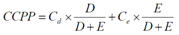 CCPP = C_d × D / (D + E) + C_e × E / (D + E)